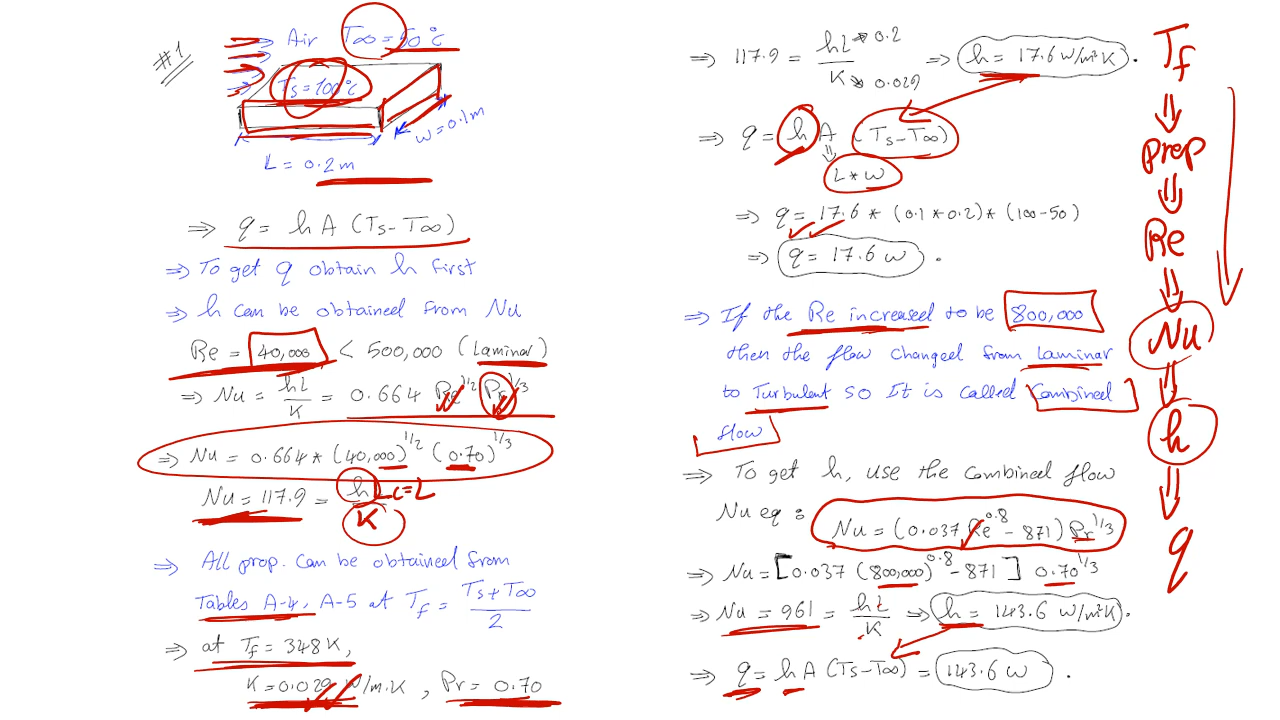 #1
⇒ Air T∞ = 50°c
Ts = 100°c
w = 0.1m
L = 0.2m
⇒ q = h A (Ts - T∞)
⇒ To get q obtain h first
⇒ h can be obtained from Nu
Re = 40,000 < 500,000 (Laminar)
⇒ Nu = hL/K = 0.664 Re^1/2 Pr^1/3
⇒ Nu = 0.664 * (40,000)^1/2 (0.70)^1/3
Nu = 117.9 = h Lc=L / K
⇒ All prop. can be obtained from
Tables A-4, A-5 at Tf = Ts+T∞/2
⇒ at Tf = 348K,
K = 0.029 W/m.K , Pr = 0.70
⇒ 117.9 = hL/K → 0.2 → 0.029 ⇒ h = 17.6 W/m²K.
⇒ q = h A (Ts - T∞)
⇓
L * W
⇒ q = 17.6 * (0.1 * 0.2) * (100-50)
⇒ q = 17.6 W.
⇒ If the Re increased to be 800,000
then the flow changed from Laminar
to Turbulent so It is called Combined
flow
⇒ To get h, use the combined flow
Nu eq : Nu = (0.037 Re^0.8 - 871) Pr^1/3
⇒ Nu = [0.037 (800,000)^0.8 - 871] 0.70^1/3
⇒ Nu = 961 = hL/K ⇒ h = 143.6 W/m²K.
⇒ q = h A (Ts - T∞) = 143.6 W.
Tf
⇓
Prop
⇓
Re
⇓
Nu
⇓
h
⇓
q